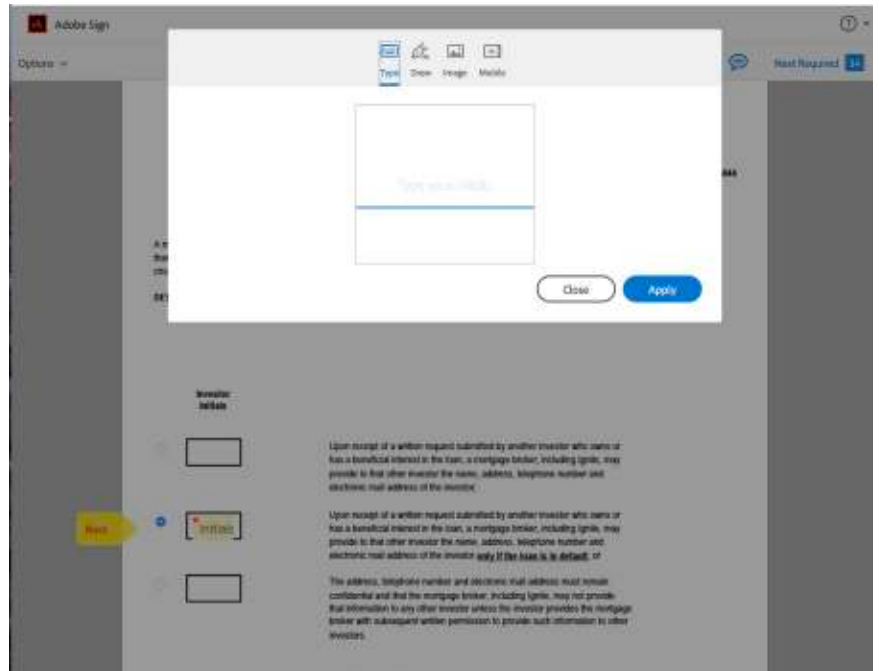 Adobe Sign
Options
Type Draw Image Mobile
Next Required 14
Type your initials
Close
Apply
Investor
Initials
Upon receipt of a written request submitted by another investor who owns or
has a beneficial interest in the loan, a mortgage broker, including Ignite, may
provide to that other investor the name, address, telephone number and
electronic mail address of the investor;
Next
Initials
Upon receipt of a written request submitted by another investor who owns or
has a beneficial interest in the loan, a mortgage broker, including Ignite, may
provide to that other investor the name, address, telephone number and
electronic mail address of the investor only if the loan is in default; or
The address, telephone number and electronic mail address must remain
confidential and that the mortgage broker, including Ignite, may not provide
that information to any other investor unless the investor provides the mortgage
broker with subsequent written permission to provide such information to other
investors.